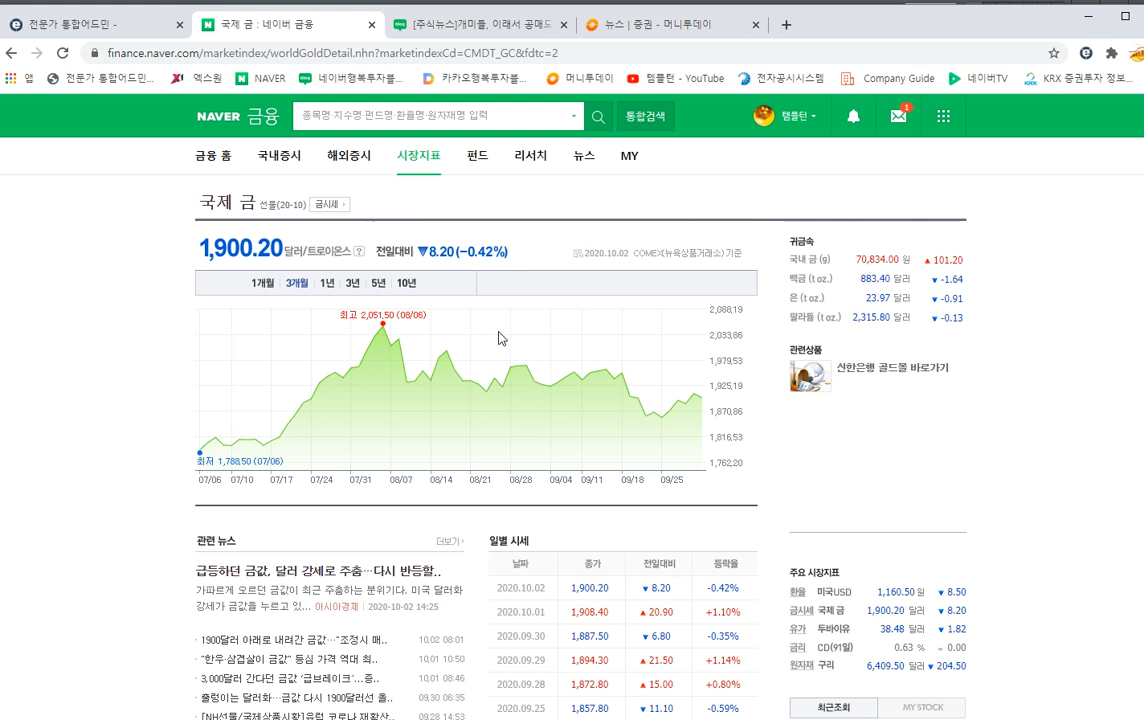 전문가 통합어드민 -
국제 금 : 네이버 금융
[주식뉴스]개미들, 이래서 공매도
뉴스 | 증권 - 머니투데이
finance.naver.com/marketindex/worldGoldDetail.nhn?marketindexCd=CMDT_GC&fdtc=2
앱
전문가 통합어드민...
엑스원
NAVER
네이버행복투자블...
카카오행복투자블...
머니투데이
템플턴 - YouTube
전자공시시스템
Company Guide
네이버TV
KRX 증권투자 정보...
NAVER 금융
종목명·지수명·펀드명·환율명·원자재명 입력
통합검색
템플턴
1
금융 홈
국내증시
해외증시
시장지표
펀드
리서치
뉴스
MY
국제 금 선물(20-10) 금시세
1,900.20 달러/트로이온스 ? 전일대비 ▼8.20 (-0.42%)
2020.10.02 COMEX(뉴욕상품거래소) 기준
1개월 3개월 1년 3년 5년 10년
최고 2,051.50 (08/06)
최저 1,788.50 (07/06)
2,088.19
2,033.86
1,979.53
1,925.19
1,870.86
1,816.53
1,762.20
07/06 07/10 07/17 07/24 07/31 08/07 08/14 08/21 08/28 09/04 09/11 09/18 09/25
귀금속
국내 금 (g) 70,834.00 원 ▲ 101.20
백금 (t oz.) 883.40 달러 ▼ -1.64
은 (t oz.) 23.97 달러 ▼ -0.91
팔라듐 (t oz.) 2,315.80 달러 ▼ -0.13
관련상품
신한은행 골드몰 바로가기
관련 뉴스 더보기
급등하던 금값, 달러 강세로 주춤…다시 반등할..
가파르게 오르던 금값이 최근 주춤하는 분위기다. 미국 달러화
강세가 금값을 누르고 있... 아시아경제 | 2020-10-02 14:25
1900달러 아래로 내려간 금값…"조정시 매.. 10,02 08:01
"한우·삼겹살이 금값" 등심 가격 역대 최.. 10,01 10:50
3,000달러 간다던 금값 '급브레이크'...증.. 10,01 08:46
출렁이는 달러화…금값 다시 1900달러선 올.. 09,30 06:35
[NH선물/국제상품시황]유럽 코로나 재확산.. 09,28 14:53
일별 시세
날짜 종가 전일대비 등락율
2020.10.02 1,900.20 ▼ 8.20 -0.42%
2020.10.01 1,908.40 ▲ 20.90 +1.10%
2020.09.30 1,887.50 ▼ 6.80 -0.35%
2020.09.29 1,894.30 ▲ 21.50 +1.14%
2020.09.28 1,872.80 ▲ 15.00 +0.80%
2020.09.25 1,857.80 ▼ 11.10 -0.59%
주요 시장지표
환율 미국USD 1,160.50 원 ▼ 8.50
금시세 국제 금 1,900.20 달러 ▼ 8.20
유가 두바이유 38.48 달러 ▼ 1.82
금리 CD(91일) 0.63 % - 0.00
원자재 구리 6,409.50 달러 ▼ 204.50
최근조회
MY STOCK